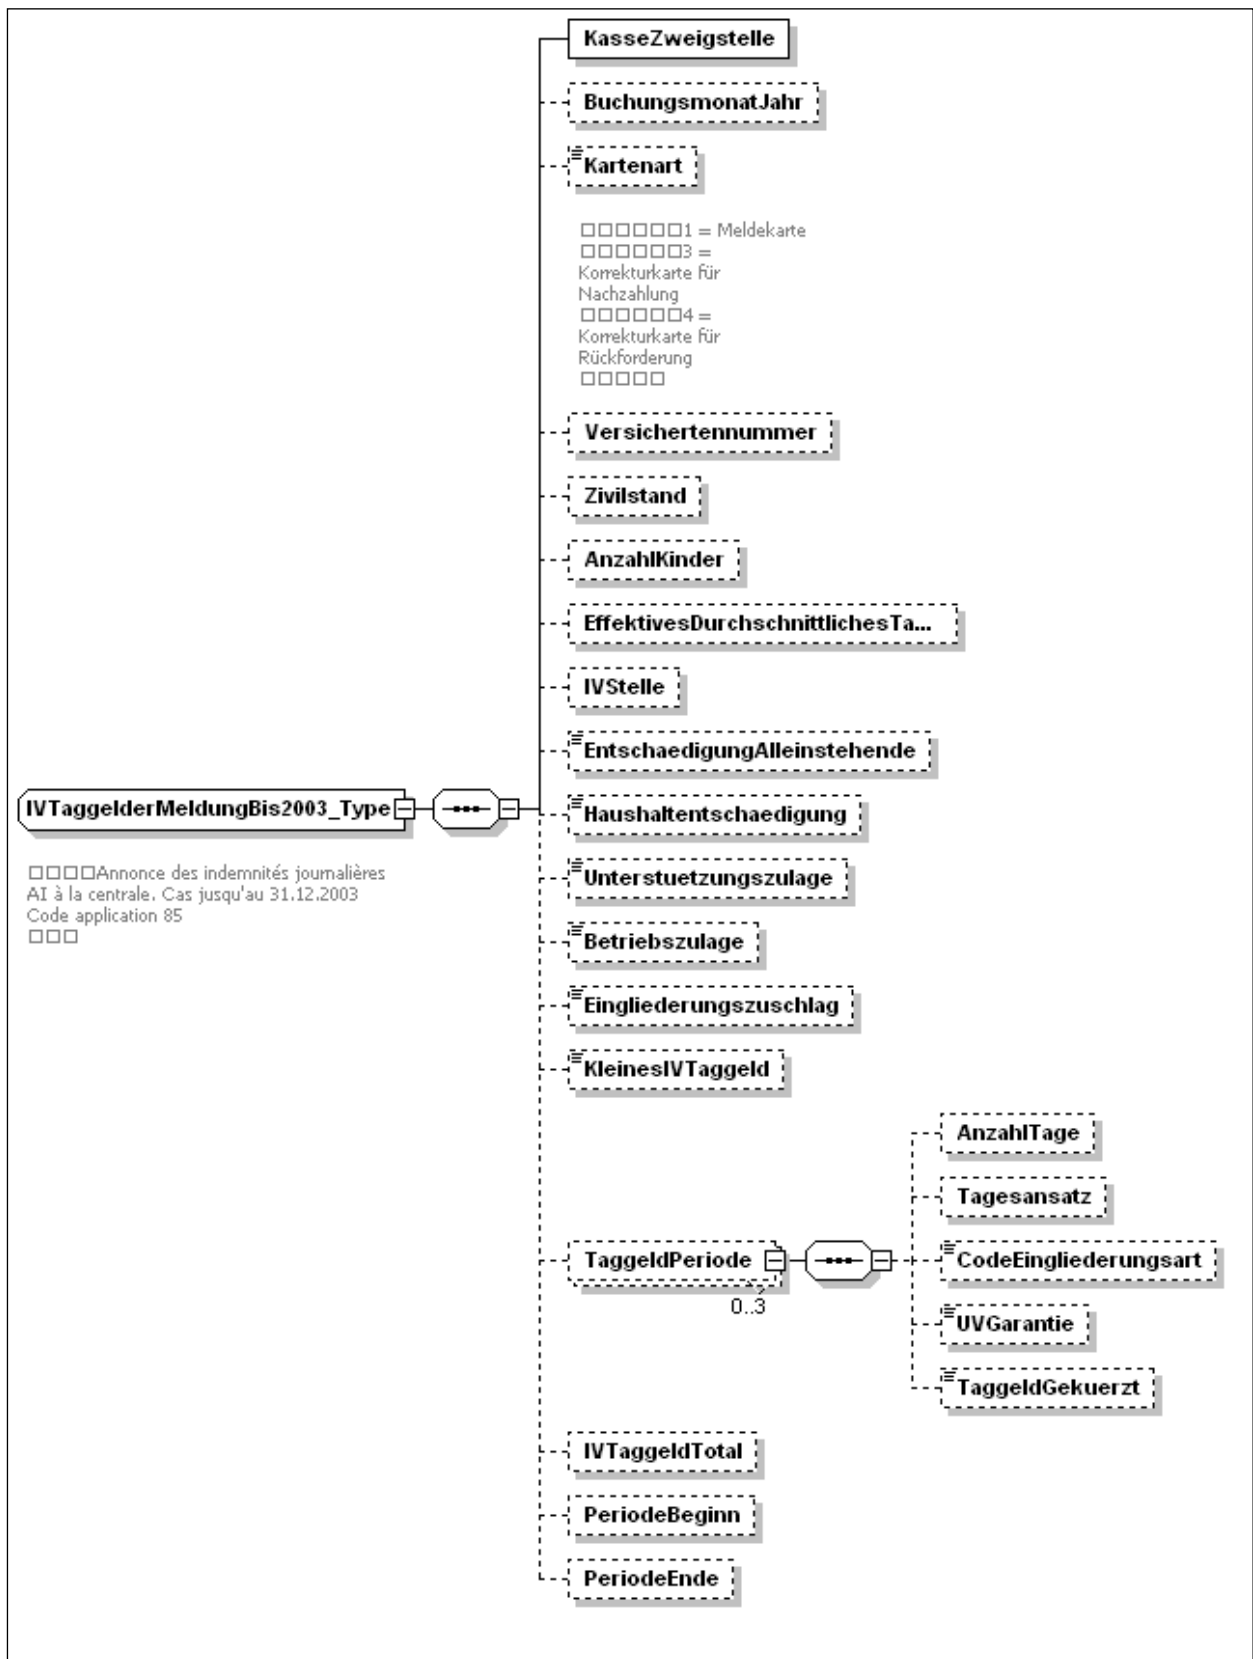 KasseZweigstelle
BuchungsmonatJahr
Kartenart
□□□□□□1 = Meldekarte
□□□□□□3 =
Korrekturkarte für
Nachzahlung
□□□□□□4 =
Korrekturkarte für
Rückforderung
□□□□□
Versichertennummer
Zivilstand
AnzahlKinder
EffektivesDurchschnittlichesTa...
IVStelle
EntschaedigungAlleinstehende
IVTaggelderMeldungBis2003_Type
□□□□Annonce des indemnités journalières
AI à la centrale. Cas jusqu'au 31.12.2003
Code application 85
□□□
Haushaltentschaedigung
Unterstuetzungszulage
Betriebszulage
Eingliederungszuschlag
KleinesIVTaggeld
TaggeldPeriode
0..3
AnzahlTage
Tagesansatz
CodeEingliederungsart
UVGarantie
TaggeldGekuerzt
IVTaggeldTotal
PeriodeBeginn
PeriodeEnde